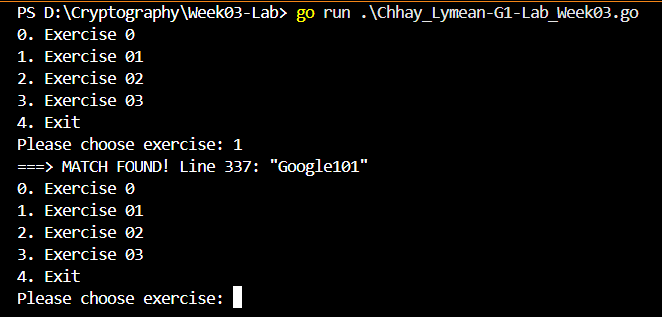 PS D:\Cryptography\Week03-Lab> go run .\Chhay_Lymean-G1-Lab_Week03.go
0. Exercise 0
1. Exercise 01
2. Exercise 02
3. Exercise 03
4. Exit
Please choose exercise: 1
===> MATCH FOUND! Line 337: "Google101"
0. Exercise 0
1. Exercise 01
2. Exercise 02
3. Exercise 03
4. Exit
Please choose exercise: